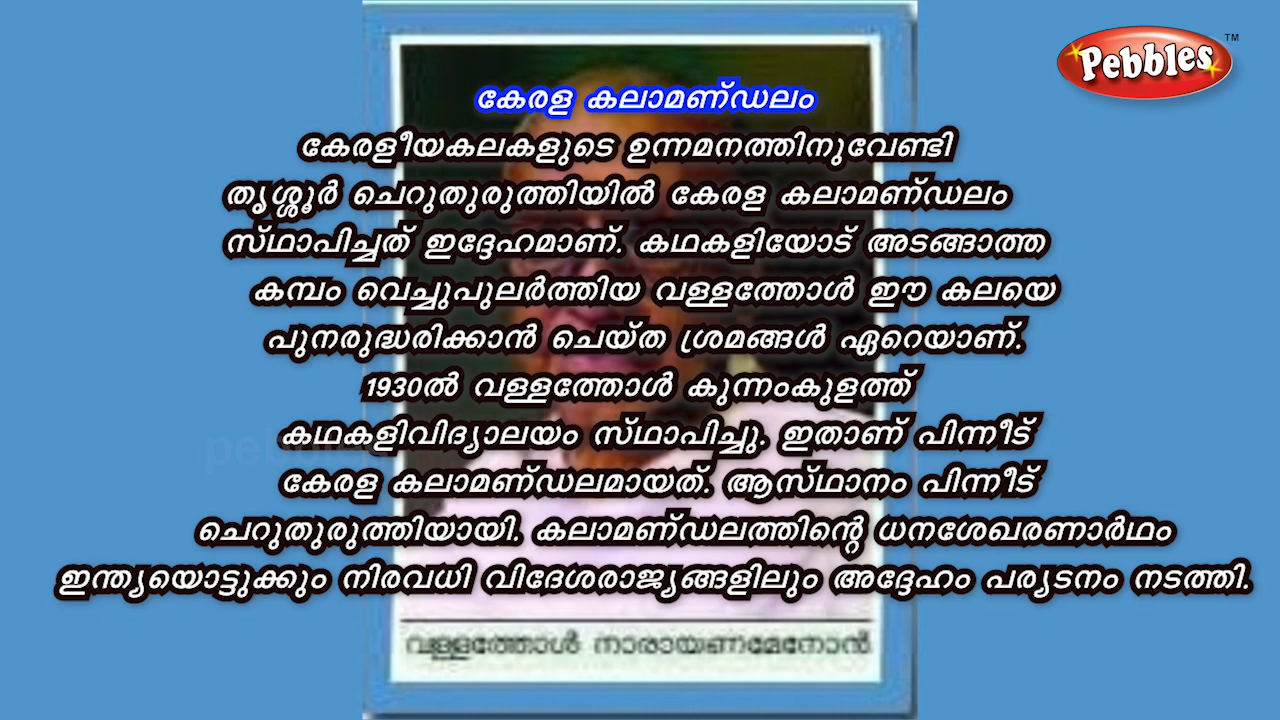 Pebbles TM
കേരള കലാമണ്ഡലം
കേരളീയകലകളുടെ ഉന്നമനത്തിനുവേണ്ടി
തൃശ്ശൂർ ചെറുതുരുത്തിയിൽ കേരള കലാമണ്ഡലം
സ്ഥാപിച്ചത് ഇദ്ദേഹമാണ്. കഥകളിയോട് അടങ്ങാത്ത
കമ്പം വെച്ചുപുലർത്തിയ വള്ളത്തോൾ ഈ കലയെ
പുനരുദ്ധരിക്കാൻ ചെയ്ത ശ്രമങ്ങൾ ഏറെയാണ്.
1930ൽ വള്ളത്തോൾ കുന്നംകുളത്ത്
കഥകളിവിദ്യാലയം സ്ഥാപിച്ചു. ഇതാണ് പിന്നീട്
കേരള കലാമണ്ഡലമായത്. ആസ്ഥാനം പിന്നീട്
ചെറുതുരുത്തിയായി. കലാമണ്ഡലത്തിന്റെ ധനശേഖരണാർഥം
ഇന്ത്യയൊട്ടുക്കും നിരവധി വിദേശരാജ്യങ്ങളിലും അദ്ദേഹം പര്യടനം നടത്തി.
വള്ളത്തോൾ നാരായണമേനോൻ